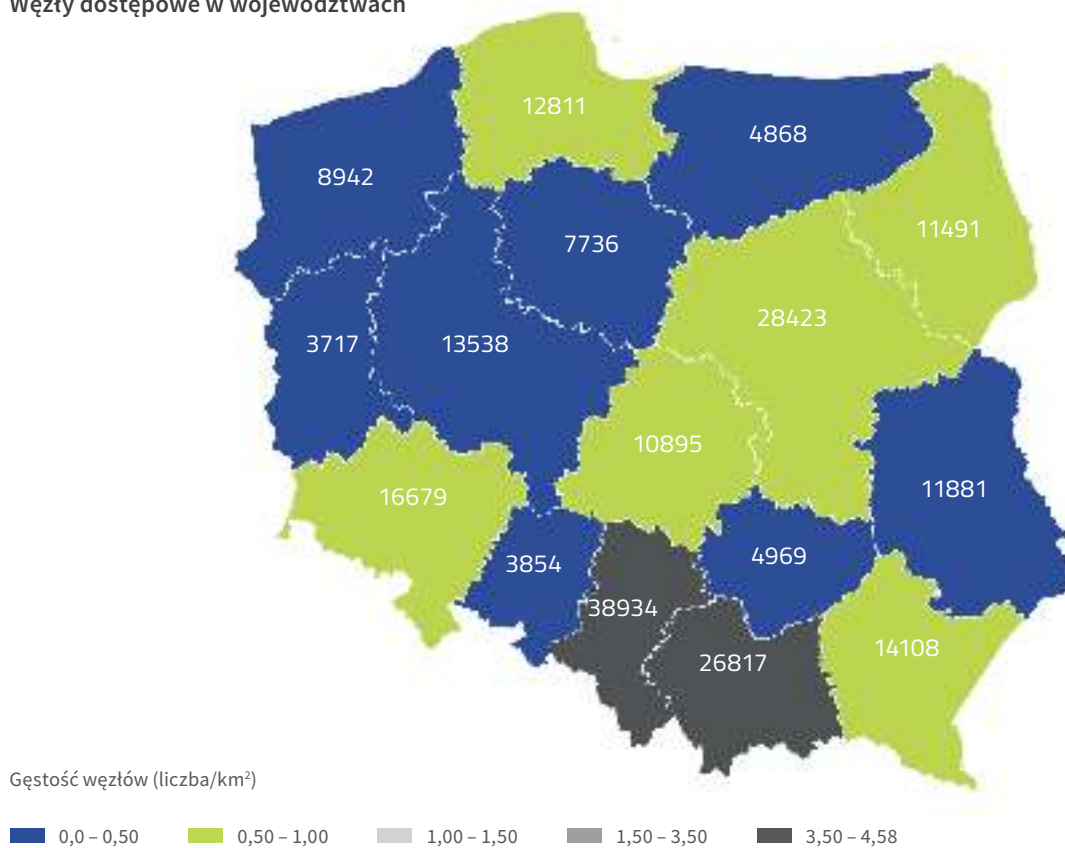 Węzły dostępowe w województwach
12811
4868
8942
11491
7736
28423
3717
13538
10895
11881
16679
4969
3854
38934
14108
26817
Gęstość węzłów (liczba/km²)
0,0 – 0,50
0,50 – 1,00
1,00 – 1,50
1,50 – 3,50
3,50 – 4,58